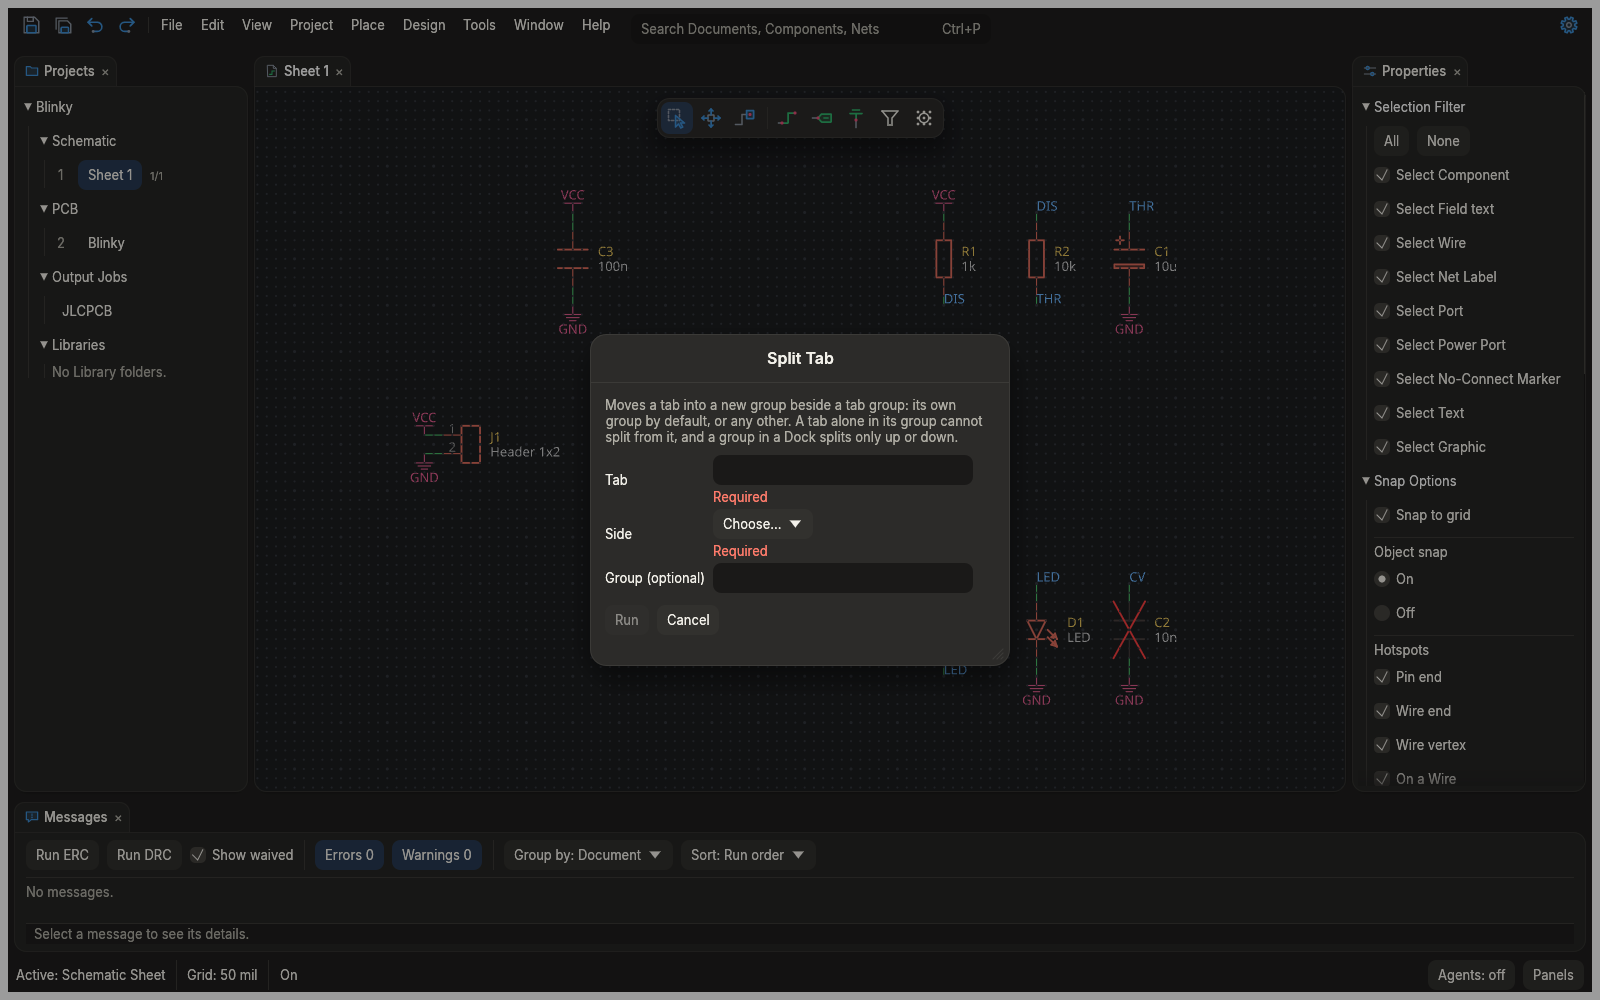 File Edit View Project Place Design Tools Window Help
Search Documents, Components, Nets Ctrl+P
Projects ×
Sheet 1 ×
Properties ×
Blinky
Schematic
1 Sheet 1 1/1
PCB
2 Blinky
Output Jobs
JLCPCB
Libraries
No Library folders.
VCC
C3
100n
GND
VCC
R1
1k
DIS
DIS
R2
10k
THR
THR
C1
10u
GND
VCC
1
2
J1
Header 1x2
GND
LED
LED
D1
LED
GND
CV
C2
10n
GND
Split Tab
Moves a tab into a new group beside a tab group: its own
group by default, or any other. A tab alone in its group cannot
split from it, and a group in a Dock splits only up or down.
Tab
Required
Side Choose...
Required
Group (optional)
Run Cancel
Selection Filter
All None
Select Component
Select Field text
Select Wire
Select Net Label
Select Port
Select Power Port
Select No-Connect Marker
Select Text
Select Graphic
Snap Options
Snap to grid
Object snap
On
Off
Hotspots
Pin end
Wire end
Wire vertex
On a Wire
Messages ×
Run ERC Run DRC Show waived Errors 0 Warnings 0 Group by: Document Sort: Run order
No messages.
Select a message to see its details.
Active: Schematic Sheet Grid: 50 mil On
Agents: off Panels